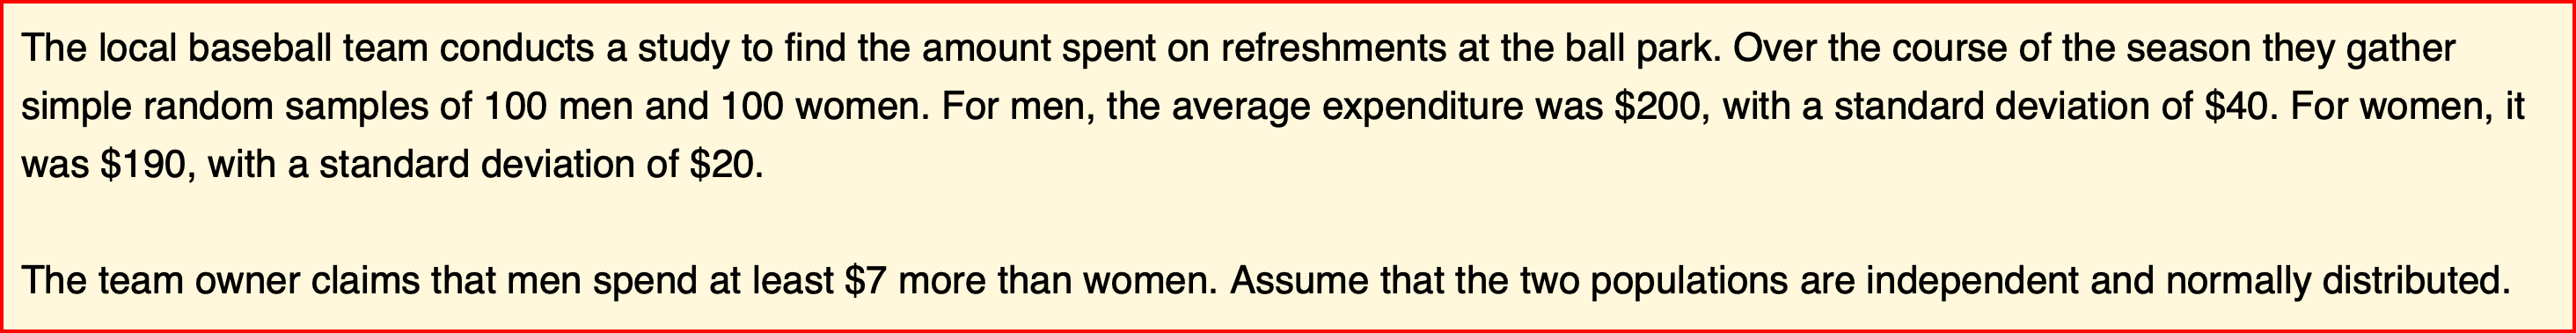 The local baseball team conducts a study to find the amount spent on refreshments at the ball park. Over the course of the season they gather
simple random samples of 100 men and 100 women. For men, the average expenditure was $200, with a standard deviation of $40. For women, it
was $190, with a standard deviation of $20.
The team owner claims that men spend at least $7 more than women. Assume that the two populations are independent and normally distributed.